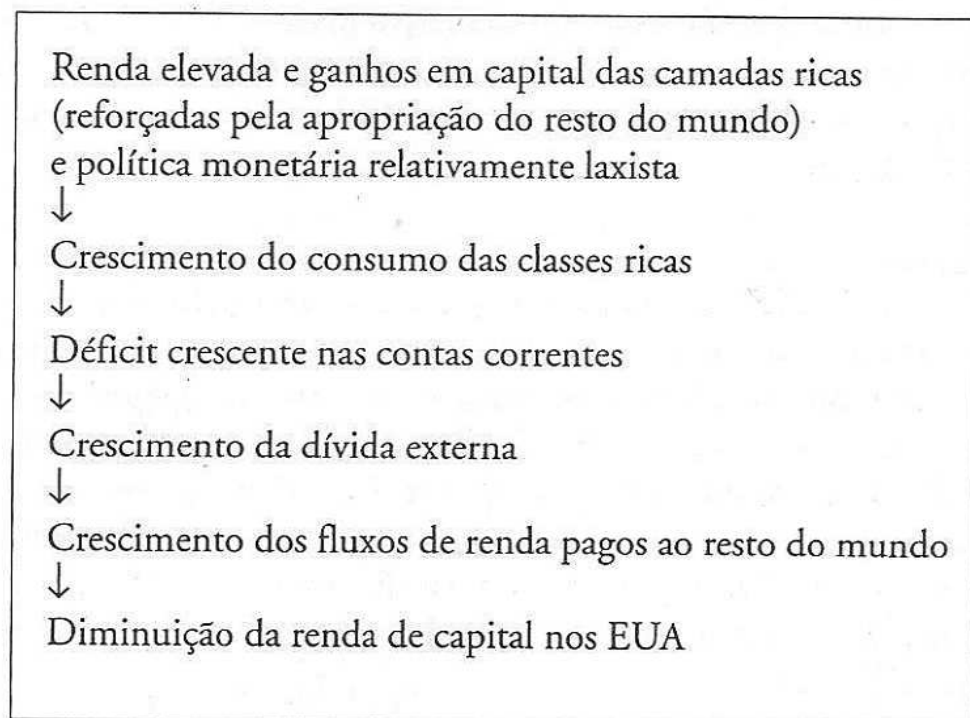 Renda elevada e ganhos em capital das camadas ricas
(reforçadas pela apropriação do resto do mundo)
e política monetária relativamente laxista
↓
Crescimento do consumo das classes ricas
↓
Déficit crescente nas contas correntes
↓
Crescimento da dívida externa
↓
Crescimento dos fluxos de renda pagos ao resto do mundo
↓
Diminuição da renda de capital nos EUA